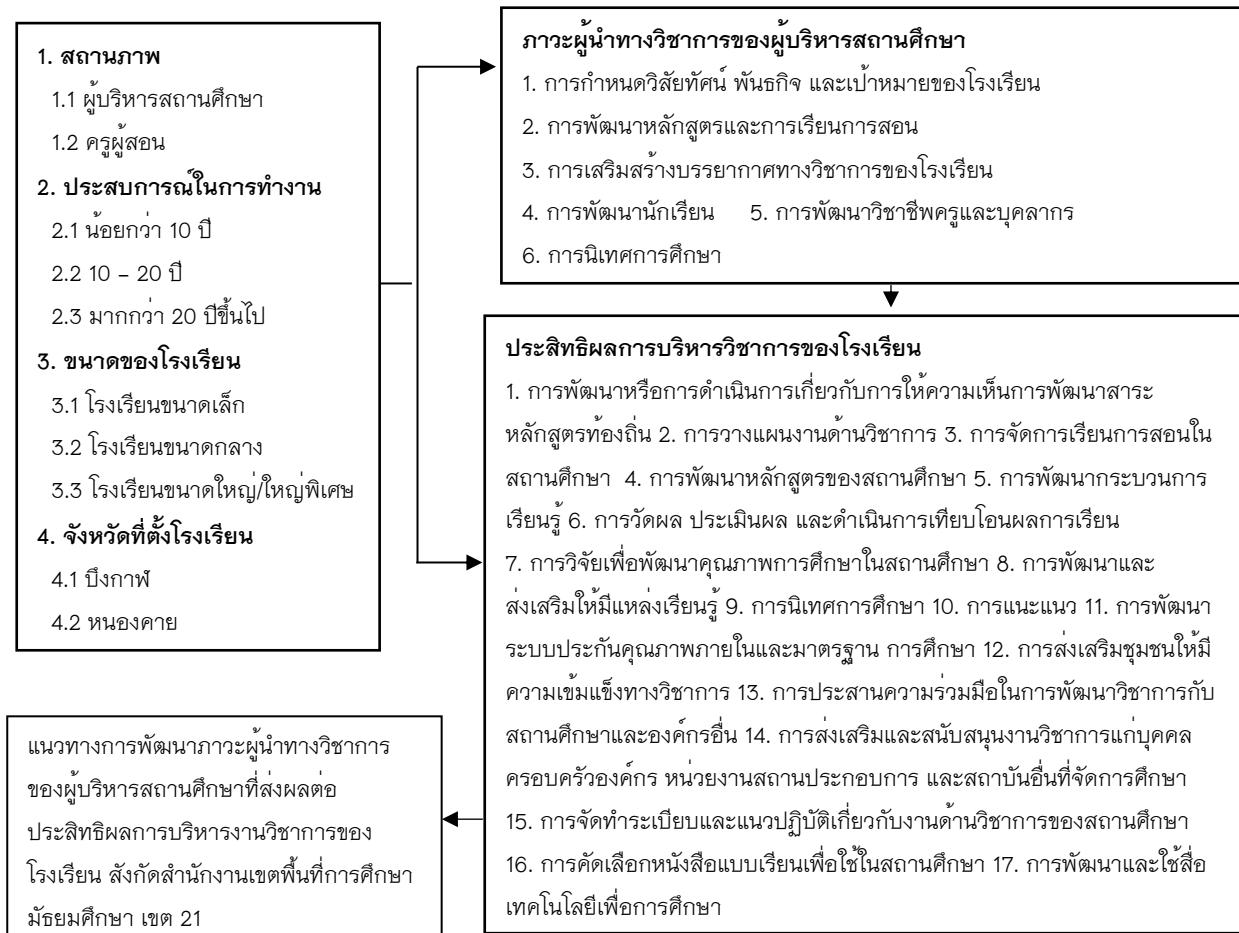 1. สถานภาพ
1.1 ผู้บริหารสถานศึกษา
1.2 ครูผู้สอน
2. ประสบการณ์ในการทำงาน
2.1 น้อยกว่า 10 ปี
2.2 10 – 20 ปี
2.3 มากกว่า 20 ปีขึ้นไป
3. ขนาดของโรงเรียน
3.1 โรงเรียนขนาดเล็ก
3.2 โรงเรียนขนาดกลาง
3.3 โรงเรียนขนาดใหญ่/ใหญ่พิเศษ
4. จังหวัดที่ตั้งโรงเรียน
4.1 บึงกาฬ
4.2 หนองคาย
ภาวะผู้นำทางวิชาการของผู้บริหารสถานศึกษา
1. การกำหนดวิสัยทัศน์ พันธกิจ และเป้าหมายของโรงเรียน
2. การพัฒนาหลักสูตรและการเรียนการสอน
3. การเสริมสร้างบรรยากาศทางวิชาการของโรงเรียน
4. การพัฒนานักเรียน 5. การพัฒนาวิชาชีพครูและบุคลากร
6. การนิเทศการศึกษา
ประสิทธิผลการบริหารวิชาการของโรงเรียน
1. การพัฒนาหรือการดำเนินการเกี่ยวกับการให้ความเห็นการพัฒนาสาระ
หลักสูตรท้องถิ่น 2. การวางแผนงานด้านวิชาการ 3. การจัดการเรียนการสอนใน
สถานศึกษา 4. การพัฒนาหลักสูตรของสถานศึกษา 5. การพัฒนากระบวนการ
เรียนรู้ 6. การวัดผล ประเมินผล และดำเนินการเทียบโอนผลการเรียน
7. การวิจัยเพื่อพัฒนาคุณภาพการศึกษาในสถานศึกษา 8. การพัฒนาและ
ส่งเสริมให้มีแหล่งเรียนรู้ 9. การนิเทศการศึกษา 10. การแนะแนว 11. การพัฒนา
ระบบประกันคุณภาพภายในและมาตรฐาน การศึกษา 12. การส่งเสริมชุมชนให้มี
ความเข้มแข็งทางวิชาการ 13. การประสานความร่วมมือในการพัฒนาวิชาการกับ
สถานศึกษาและองค์กรอื่น 14. การส่งเสริมและสนับสนุนงานวิชาการแก่บุคคล
ครอบครัวองค์กร หน่วยงานสถานประกอบการ และสถาบันอื่นที่จัดการศึกษา
15. การจัดทำระเบียบและแนวปฏิบัติเกี่ยวกับงานด้านวิชาการของสถานศึกษา
16. การคัดเลือกหนังสือแบบเรียนเพื่อใช้ในสถานศึกษา 17. การพัฒนาและใช้สื่อ
เทคโนโลยีเพื่อการศึกษา
แนวทางการพัฒนาภาวะผู้นำทางวิชาการ
ของผู้บริหารสถานศึกษาที่ส่งผลต่อ
ประสิทธิผลการบริหารงานวิชาการของ
โรงเรียน สังกัดสำนักงานเขตพื้นที่การศึกษา
มัธยมศึกษา เขต 21